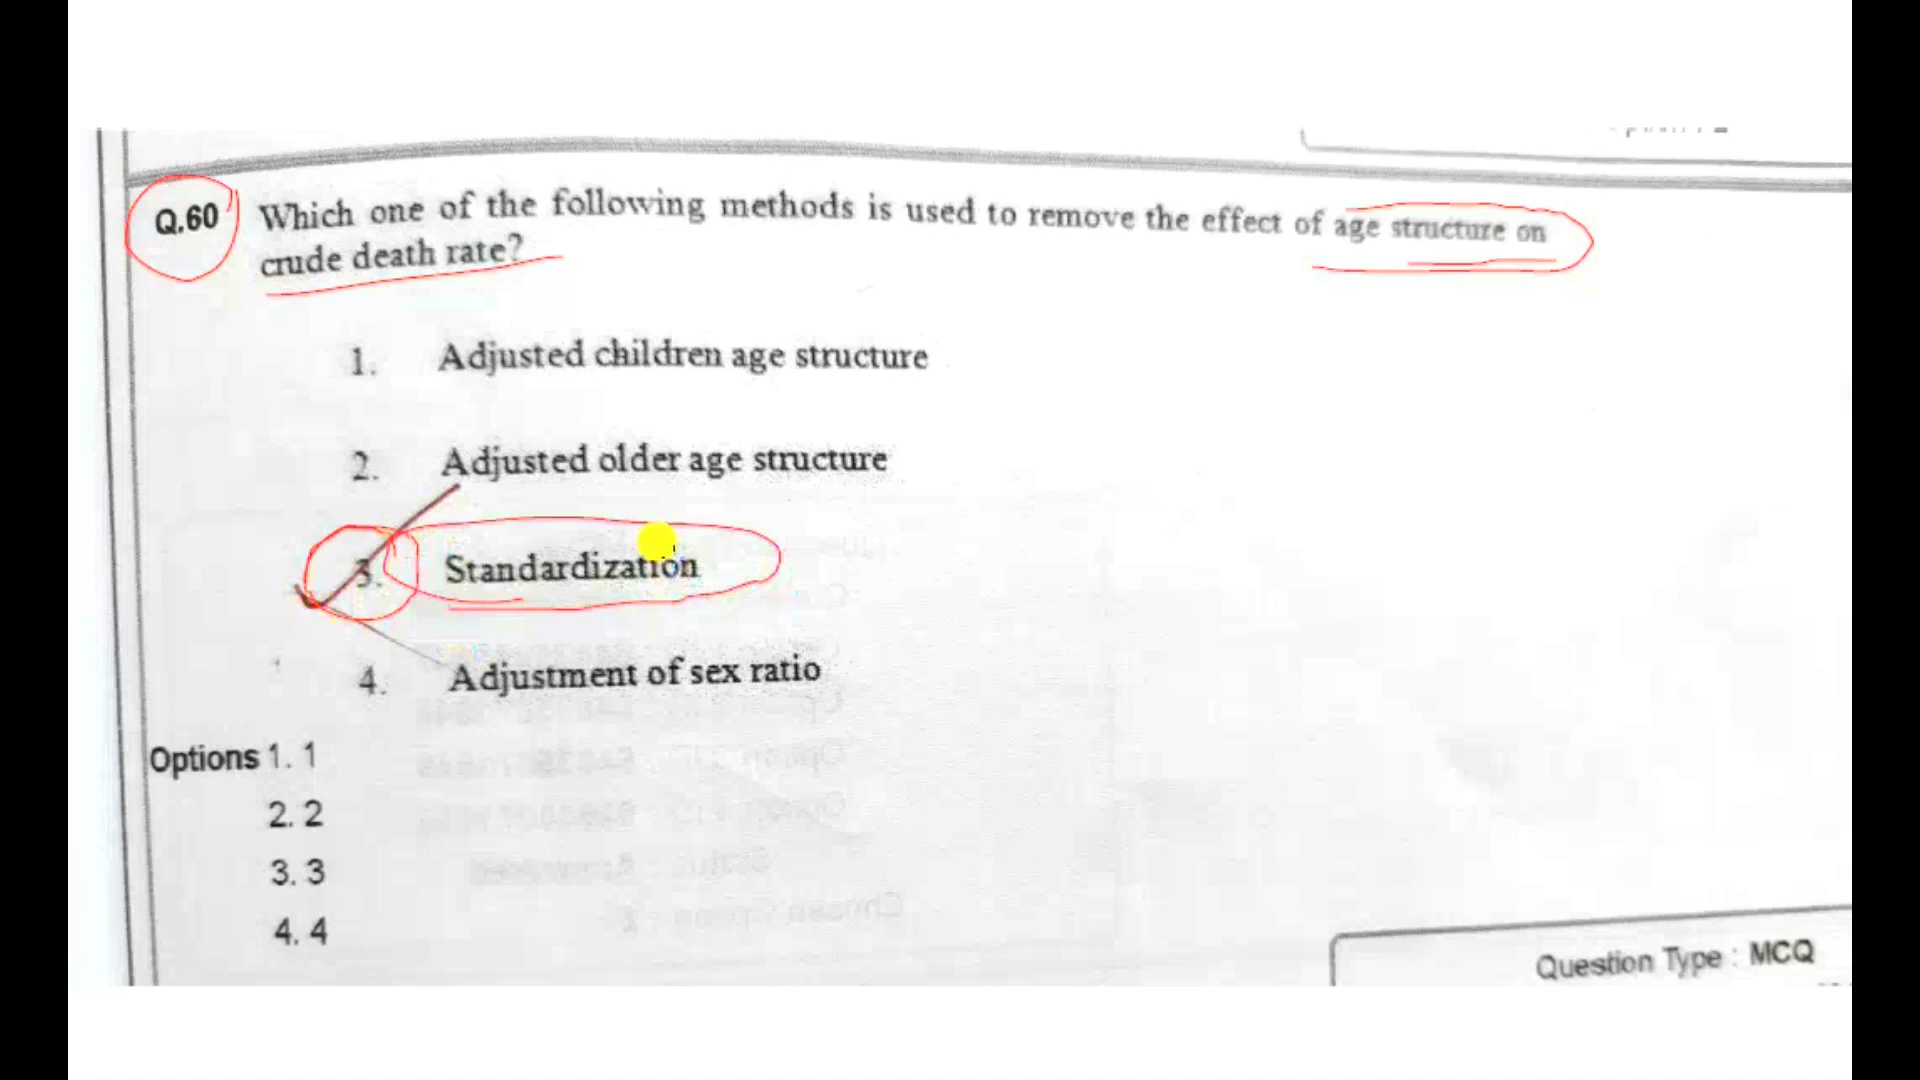 Q.60 Which one of the following methods is used to remove the effect of age structure on
crude death rate?
1. Adjusted children age structure
2. Adjusted older age structure
3. Standardization
4. Adjustment of sex ratio
Options 1. 1
2. 2
3. 3
4. 4
Question Type : MCQ